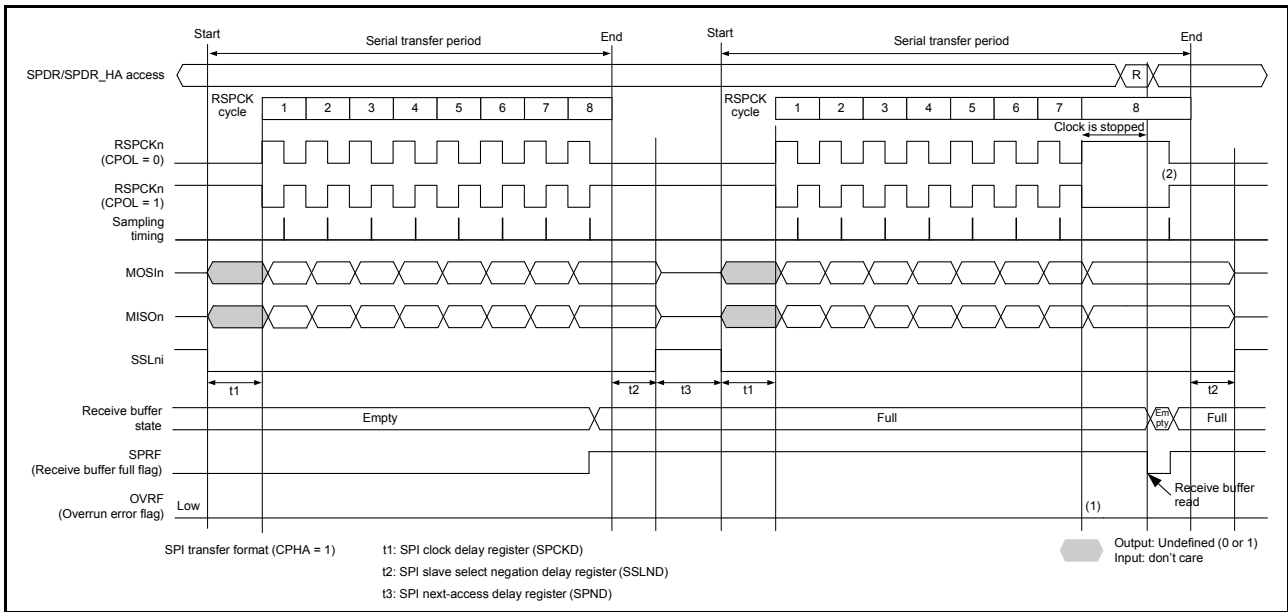 Start
Serial transfer period
End
Start
Serial transfer period
End
SPDR/SPDR_HA access
R
RSPCK
cycle
1 2 3 4 5 6 7 8
RSPCK
cycle
1 2 3 4 5 6 7 8
Clock is stopped
RSPCKn
(CPOL = 0)
(2)
RSPCKn
(CPOL = 1)
Sampling
timing
MOSIn
MISOn
SSLni
t1
t2
t3
t1
t2
Receive buffer
state
Empty
Full
Em
pty
Full
SPRF
(Receive buffer full flag)
Receive buffer
read
OVRF
(Overrun error flag)
Low
(1)
SPI transfer format (CPHA = 1)
t1: SPI clock delay register (SPCKD)
t2: SPI slave select negation delay register (SSLND)
t3: SPI next-access delay register (SPND)
Output: Undefined (0 or 1)
Input: don't care